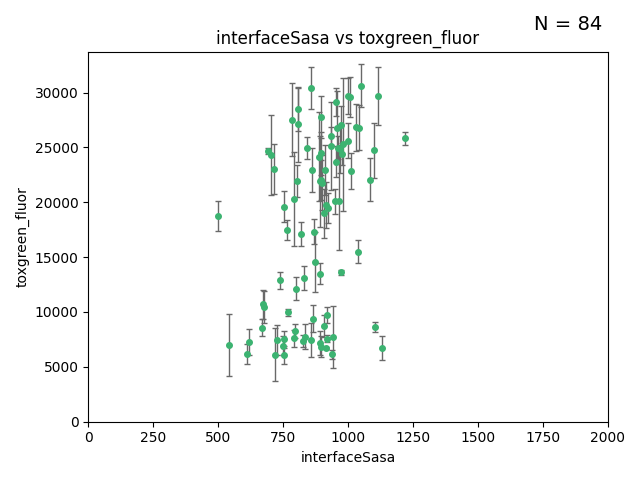 N = 84
interfaceSasa vs toxgreen_fluor
toxgreen_fluor
30000
25000
20000
15000
10000
5000
0
0 250 500 750 1000 1250 1500 1750 2000
interfaceSasa